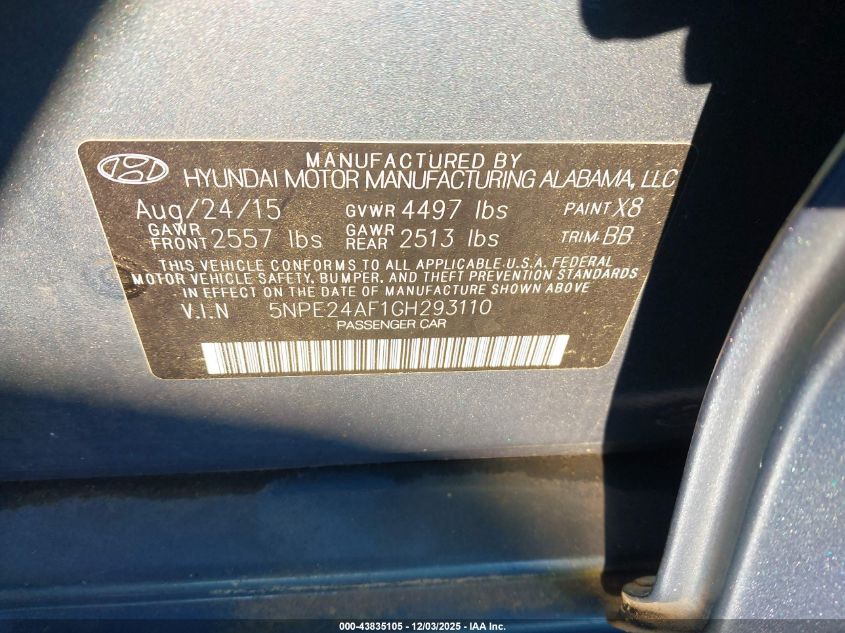 MANUFACTURED BY
HYUNDAI MOTOR MANUFACTURING ALABAMA, LLC
Aug/24/15 GVWR 4497 lbs PAINT X8
GAWR FRONT 2557 lbs GAWR REAR 2513 lbs TRIM BB
THIS VEHICLE CONFORMS TO ALL APPLICABLE U.S.A. FEDERAL
MOTOR VEHICLE SAFETY, BUMPER, AND THEFT PREVENTION STANDARDS
IN EFFECT ON THE DATE OF MANUFACTURE SHOWN ABOVE
V.I.N 5NPE24AF1GH293110
PASSENGER CAR
000-43835105 - 12/03/2025 - IAA Inc.